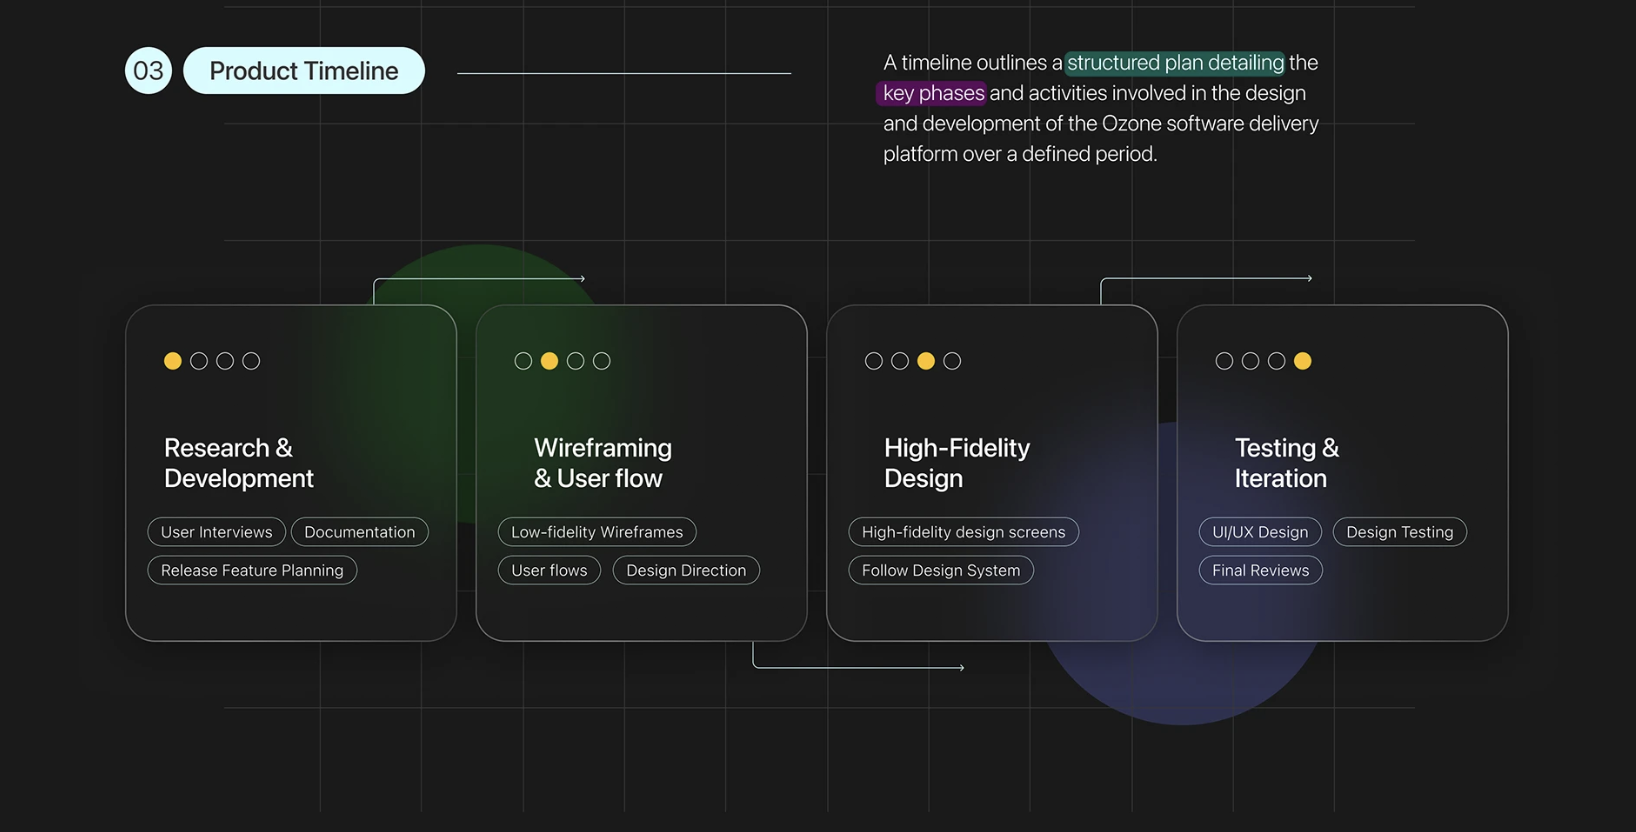 03 Product Timeline
A timeline outlines a structured plan detailing the
key phases and activities involved in the design
and development of the Ozone software delivery
platform over a defined period.
Research &
Development
User Interviews Documentation
Release Feature Planning
Wireframing
& User flow
Low-fidelity Wireframes
User flows Design Direction
High-Fidelity
Design
High-fidelity design screens
Follow Design System
Testing &
Iteration
UI/UX Design Design Testing
Final Reviews